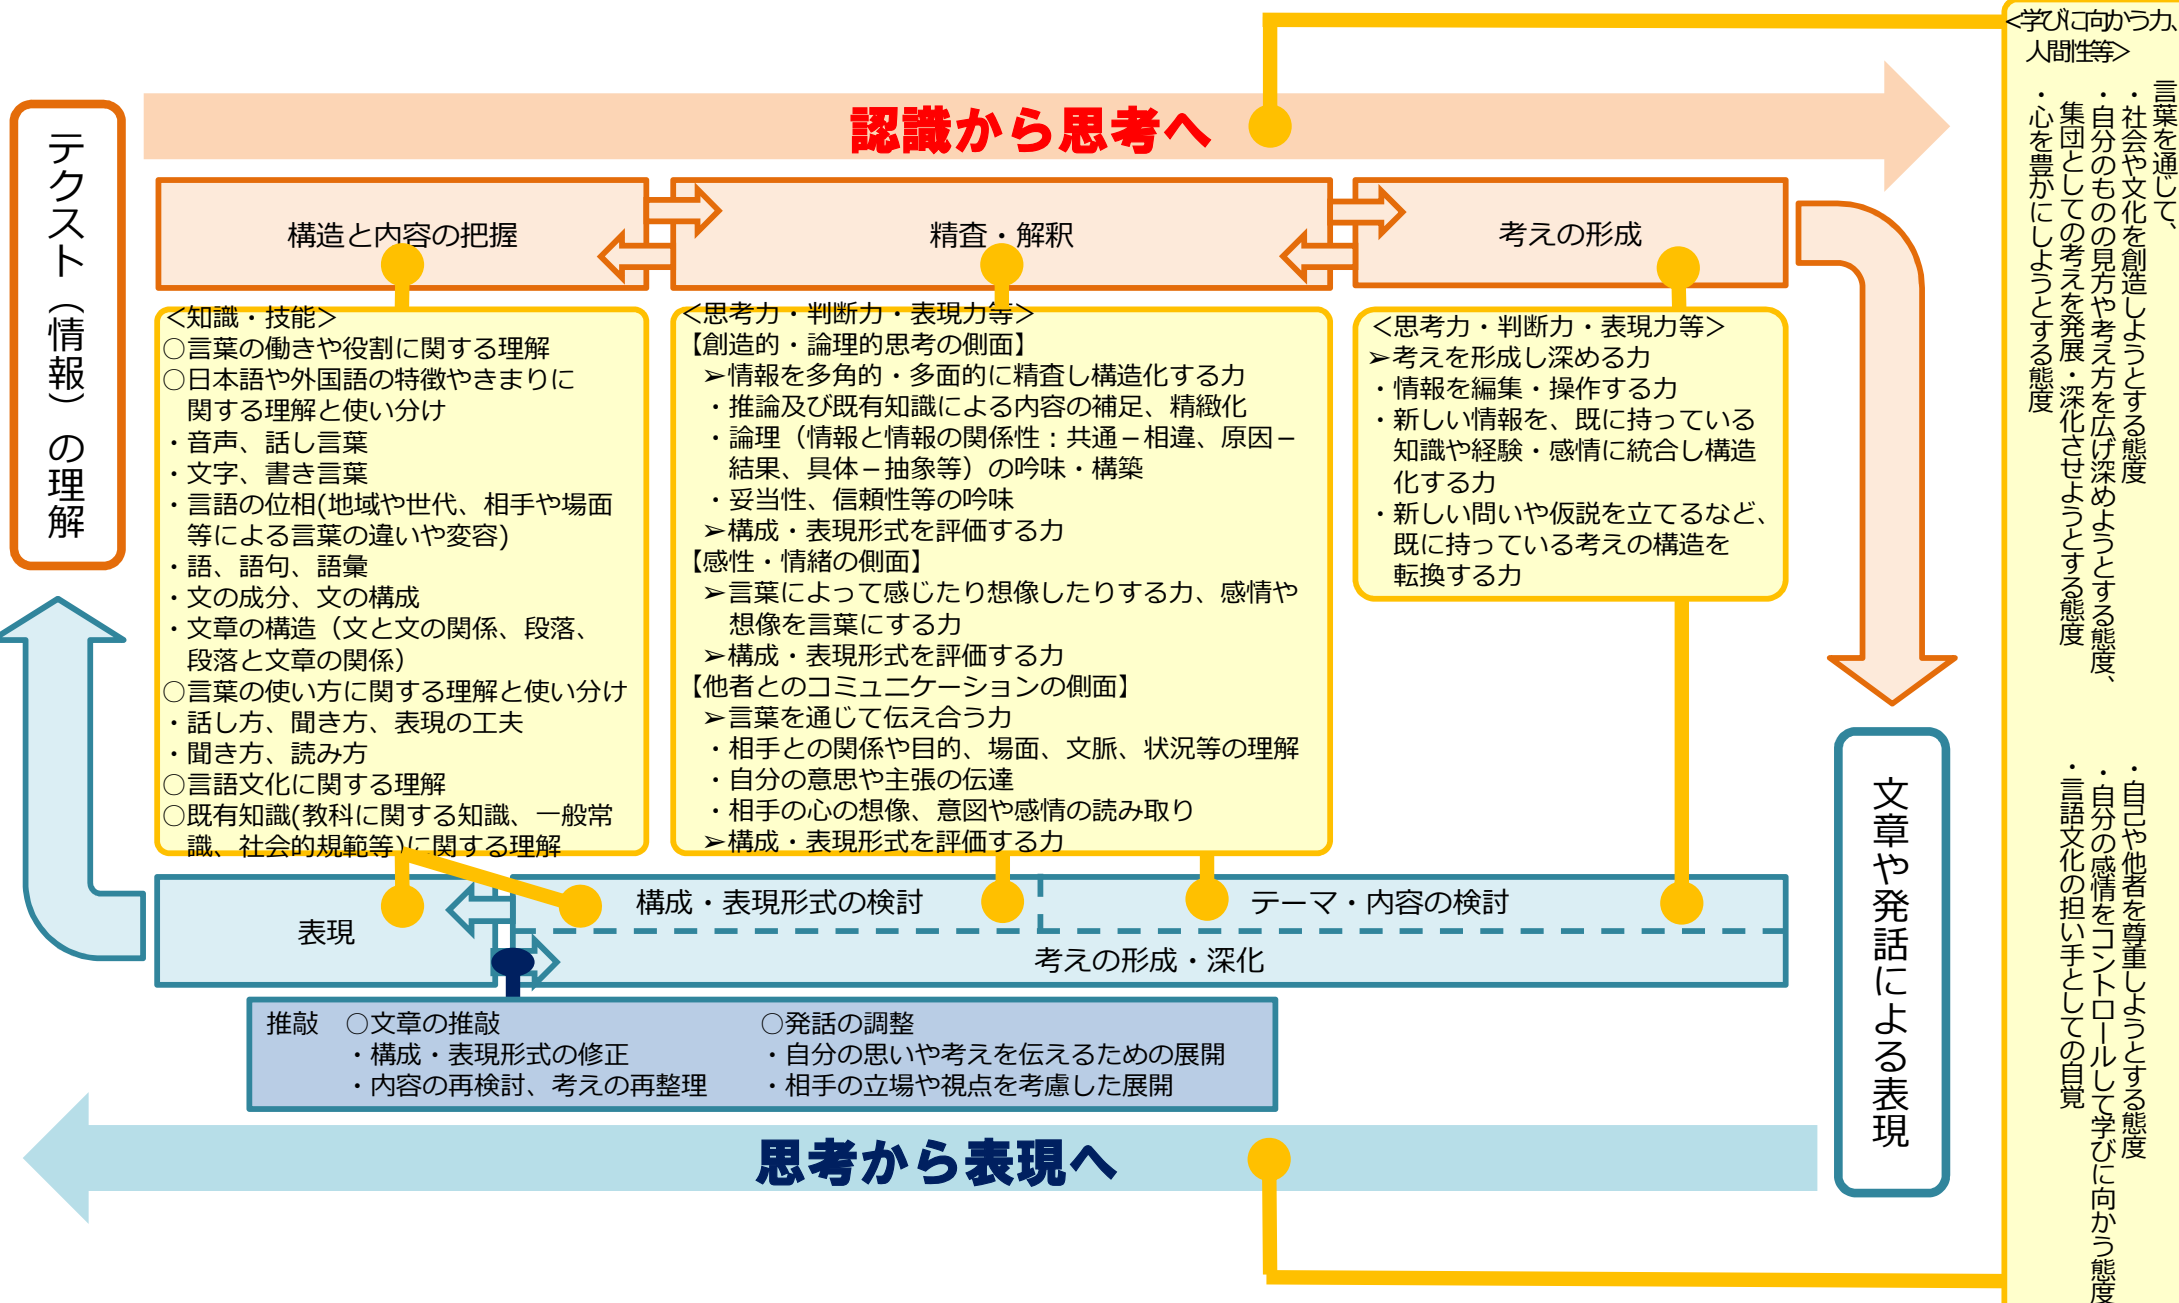 認識から思考へ
テクスト（情報）の理解
構造と内容の把握
精査・解釈
考えの形成
＜知識・技能＞
○言葉の働きや役割に関する理解
○日本語や外国語の特徴やきまりに
関する理解と使い分け
・音声、話し言葉
・文字、書き言葉
・言語の位相(地域や世代、相手や場面
等による言葉の違いや変容)
・語、語句、語彙
・文の成分、文の構成
・文章の構造（文と文の関係、段落、
段落と文章の関係）
○言葉の使い方に関する理解と使い分け
・話し方、聞き方、表現の工夫
・聞き方、読み方
○言語文化に関する理解
○既有知識(教科に関する知識、一般常
識、社会的規範等)に関する理解
＜思考力・判断力・表現力等＞
【創造的・論理的思考の側面】
➢情報を多角的・多面的に精査し構造化する力
・推論及び既有知識による内容の補足、精緻化
・論理（情報と情報の関係性：共通－相違、原因－
結果、具体－抽象等）の吟味・構築
・妥当性、信頼性等の吟味
➢構成・表現形式を評価する力
【感性・情緒の側面】
➢言葉によって感じたり想像したりする力、感情や
想像を言葉にする力
➢構成・表現形式を評価する力
【他者とのコミュニケーションの側面】
➢言葉を通じて伝え合う力
・相手との関係や目的、場面、文脈、状況等の理解
・自分の意思や主張の伝達
・相手の心の想像、意図や感情の読み取り
➢構成・表現形式を評価する力
＜思考力・判断力・表現力等＞
➢考えを形成し深める力
・情報を編集・操作する力
・新しい情報を、既に持っている
知識や経験・感情に統合し構造
化する力
・新しい問いや仮説を立てるなど、
既に持っている考えの構造を
転換する力
表現
構成・表現形式の検討
テーマ・内容の検討
考えの形成・深化
推敲　○文章の推敲
・構成・表現形式の修正
・内容の再検討、考えの再整理
○発話の調整
・自分の思いや考えを伝えるための展開
・相手の立場や視点を考慮した展開
思考から表現へ
文章や発話による表現
<学びに向かう力、
人間性等>
言葉を通じて、
・社会や文化を創造しようとする態度
・自分のものの見方や考え方を広げ深めようとする態度、
集団としての考えを発展・深化させようとする態度
・心を豊かにしようとする態度
・自己や他者を尊重しようとする態度
・自分の感情をコントロールして学びに向かう態度
・言語文化の担い手としての自覚